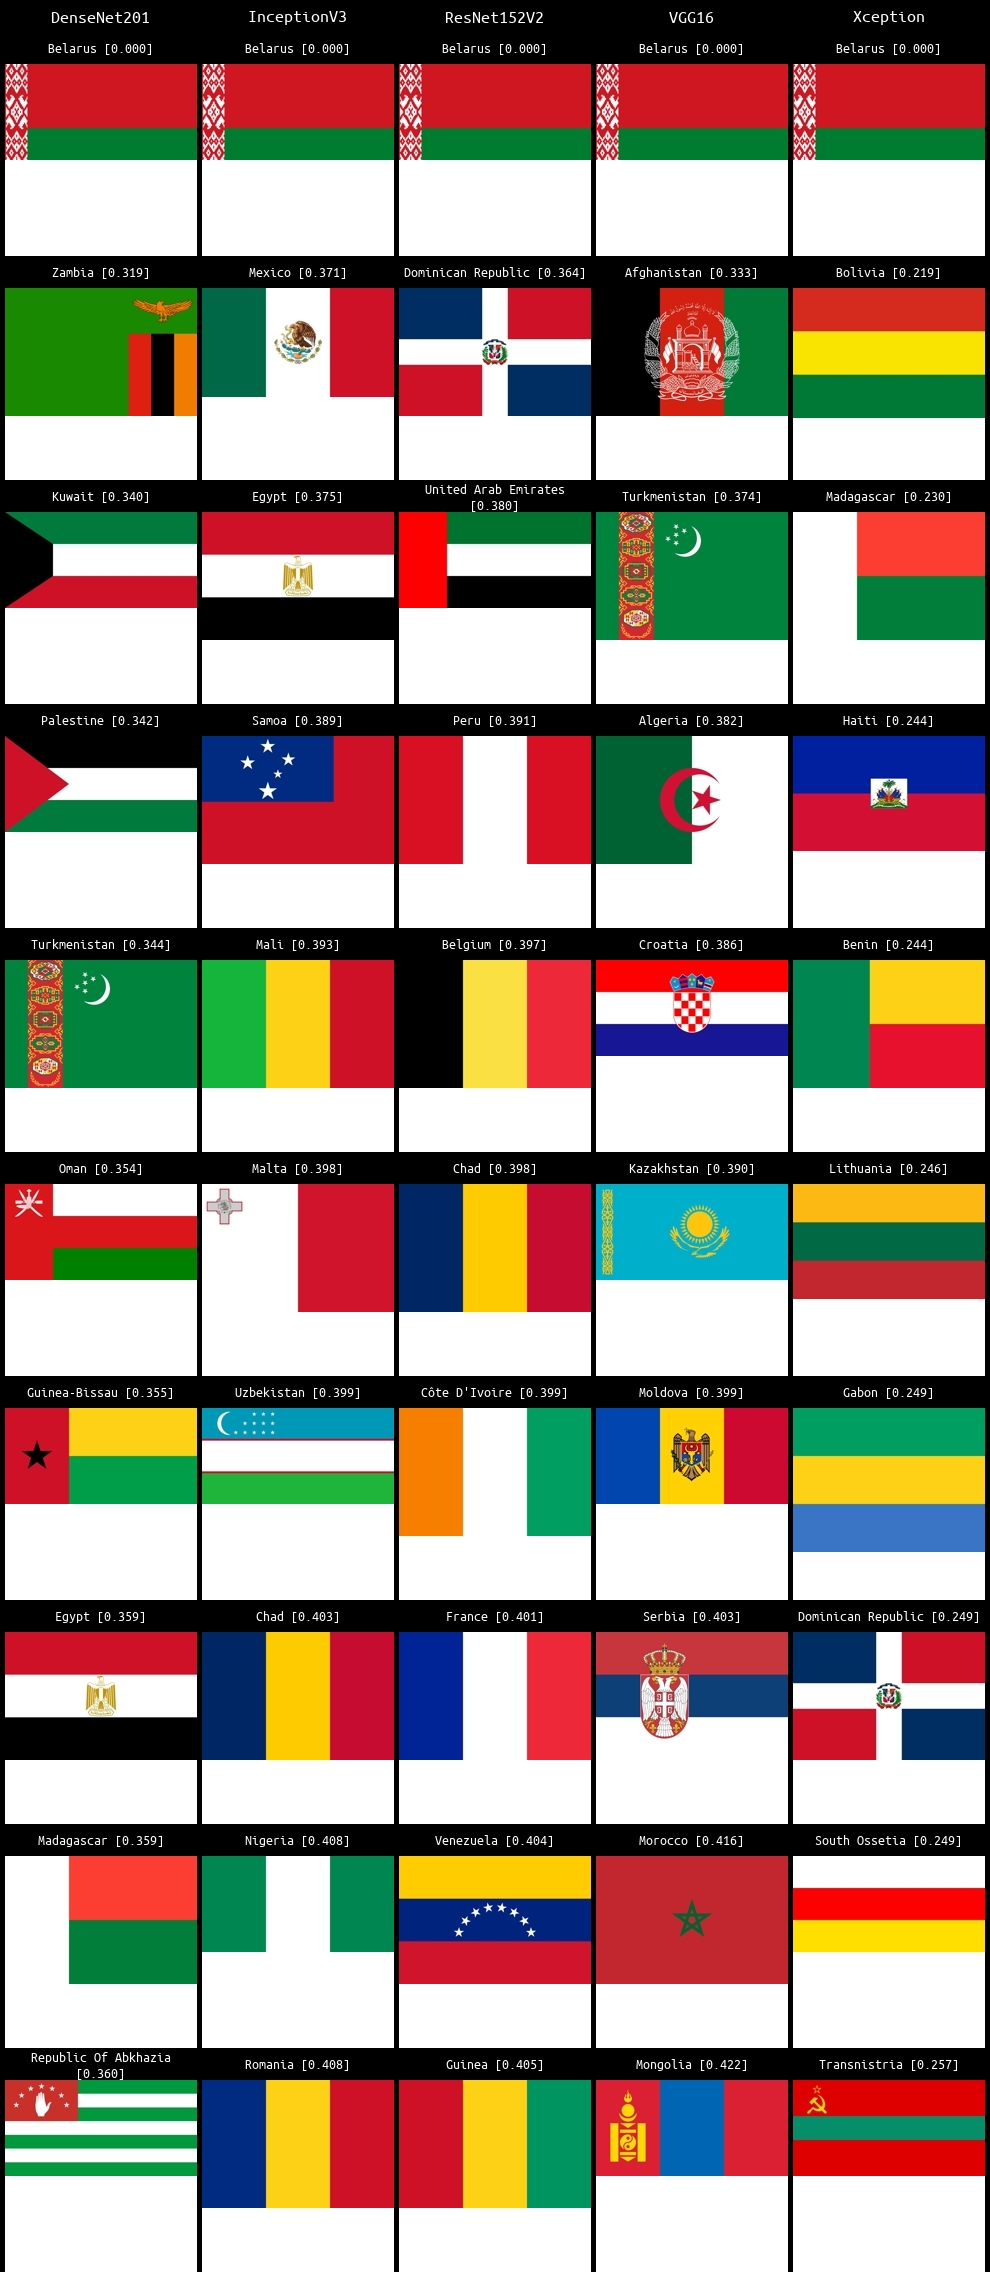 DenseNet201 InceptionV3 ResNet152V2 VGG16 Xception
Belarus [0.000] Belarus [0.000] Belarus [0.000] Belarus [0.000] Belarus [0.000]
Zambia [0.319] Mexico [0.371] Dominican Republic [0.364] Afghanistan [0.333] Bolivia [0.219]
Kuwait [0.340] Egypt [0.375] United Arab Emirates [0.380] Turkmenistan [0.374] Madagascar [0.230]
Palestine [0.342] Samoa [0.389] Peru [0.391] Algeria [0.382] Haiti [0.244]
Turkmenistan [0.344] Mali [0.393] Belgium [0.397] Croatia [0.386] Benin [0.244]
Oman [0.354] Malta [0.398] Chad [0.398] Kazakhstan [0.390] Lithuania [0.246]
Guinea-Bissau [0.355] Uzbekistan [0.399] Côte D'Ivoire [0.399] Moldova [0.399] Gabon [0.249]
Egypt [0.359] Chad [0.403] France [0.401] Serbia [0.403] Dominican Republic [0.249]
Madagascar [0.359] Nigeria [0.408] Venezuela [0.404] Morocco [0.416] South Ossetia [0.249]
Republic Of Abkhazia [0.360] Romania [0.408] Guinea [0.405] Mongolia [0.422] Transnistria [0.257]